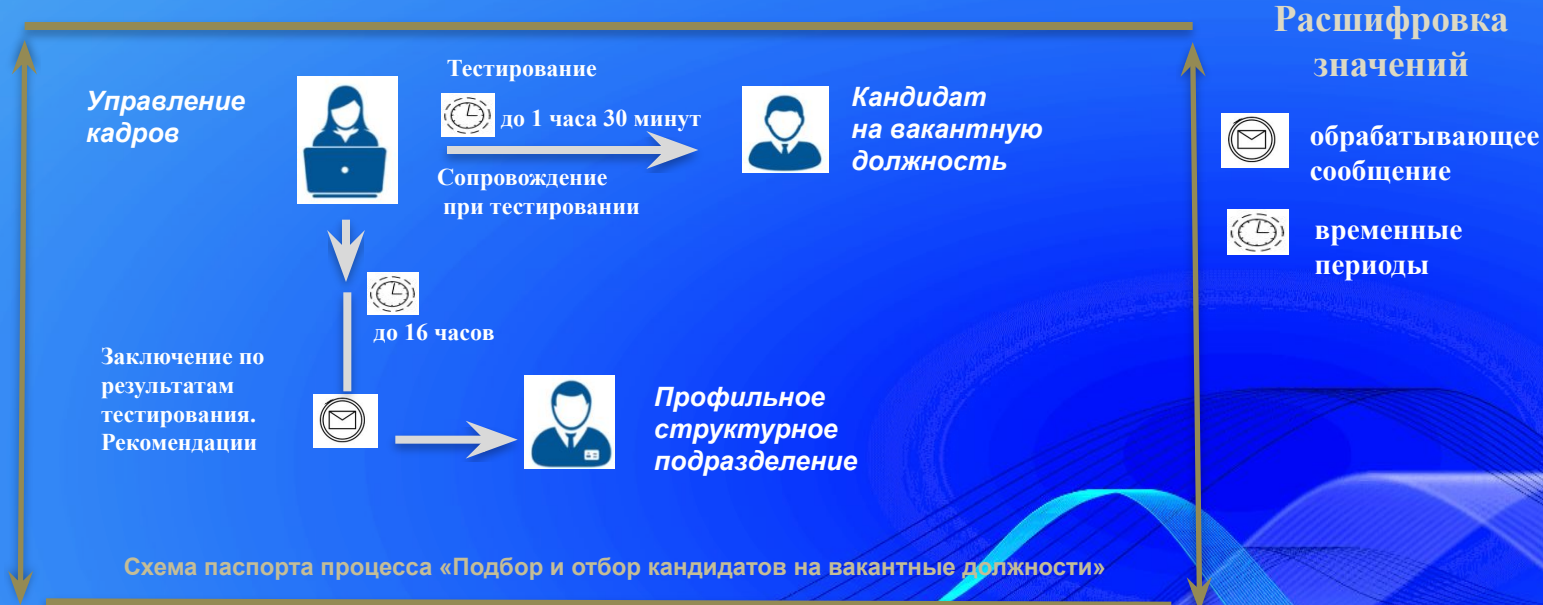 Расшифровка
значений
Тестирование
Управление
кадров
до 1 часа 30 минут
Кандидат
на вакантную
должность
Сопровождение
при тестировании
обрабатывающее
сообщение
временные
периоды
до 16 часов
Заключение по
результатам
тестирования.
Рекомендации
Профильное
структурное
подразделение
Схема паспорта процесса «Подбор и отбор кандидатов на вакантные должности»